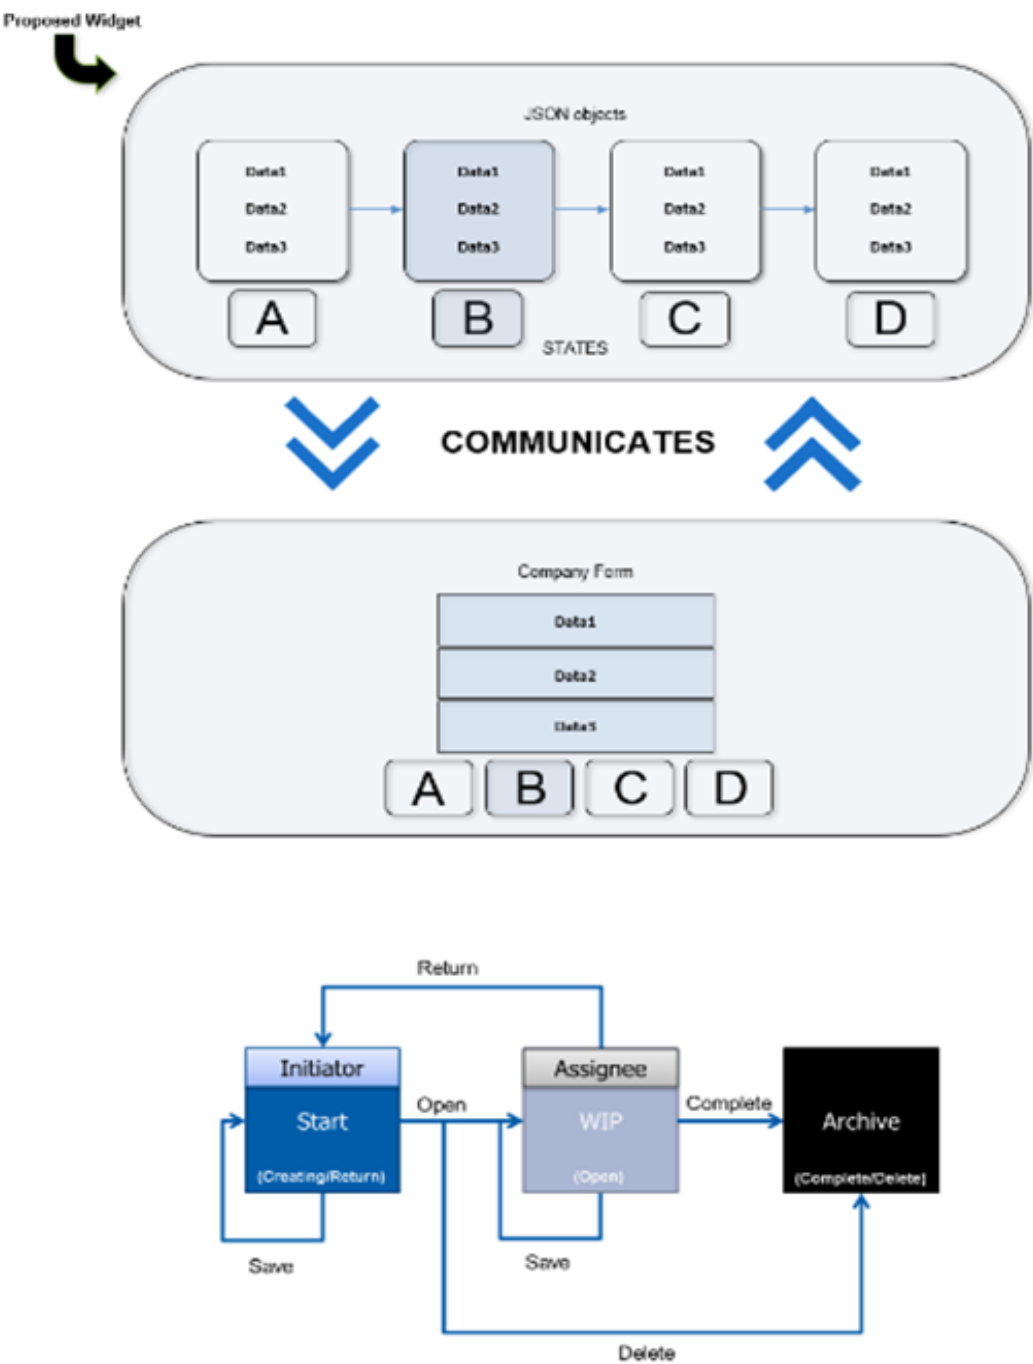 Proposed Widget
JSON objects
Data1 Data1 Data1 Data1
Data2 Data2 Data2 Data2
Data3 Data3 Data3 Data3
A B C D
STATES
COMMUNICATES
Company Form
Data1
Data2
Data3
A B C D
Return
Initiator Assignee
Start Open WIP Complete Archive
(Creating/Return) (Open) (Complete/Delete)
Save Save
Delete